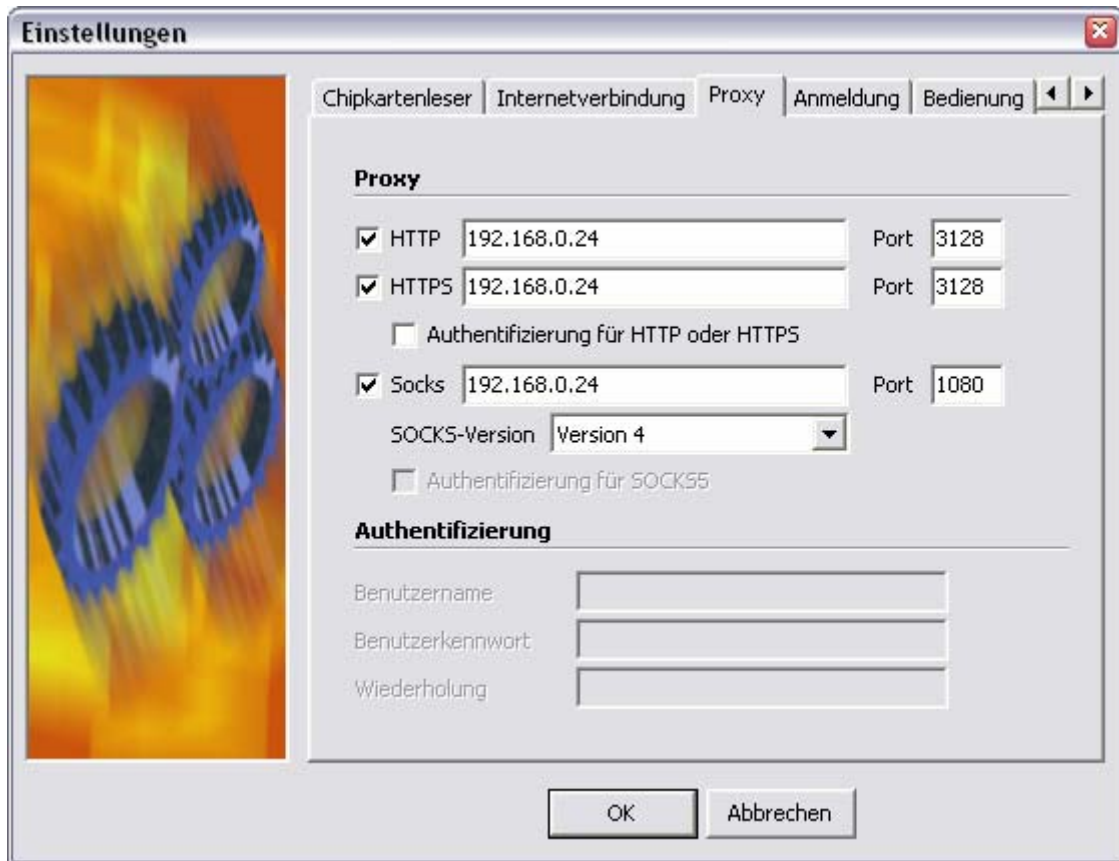 Einstellungen
Chipkartenleser Internetverbindung Proxy Anmeldung Bedienung
Proxy
HTTP 192.168.0.24 Port 3128
HTTPS 192.168.0.24 Port 3128
Authentifizierung für HTTP oder HTTPS
Socks 192.168.0.24 Port 1080
SOCKS-Version Version 4
Authentifizierung für SOCKS5
Authentifizierung
Benutzername
Benutzerkennwort
Wiederholung
OK Abbrechen